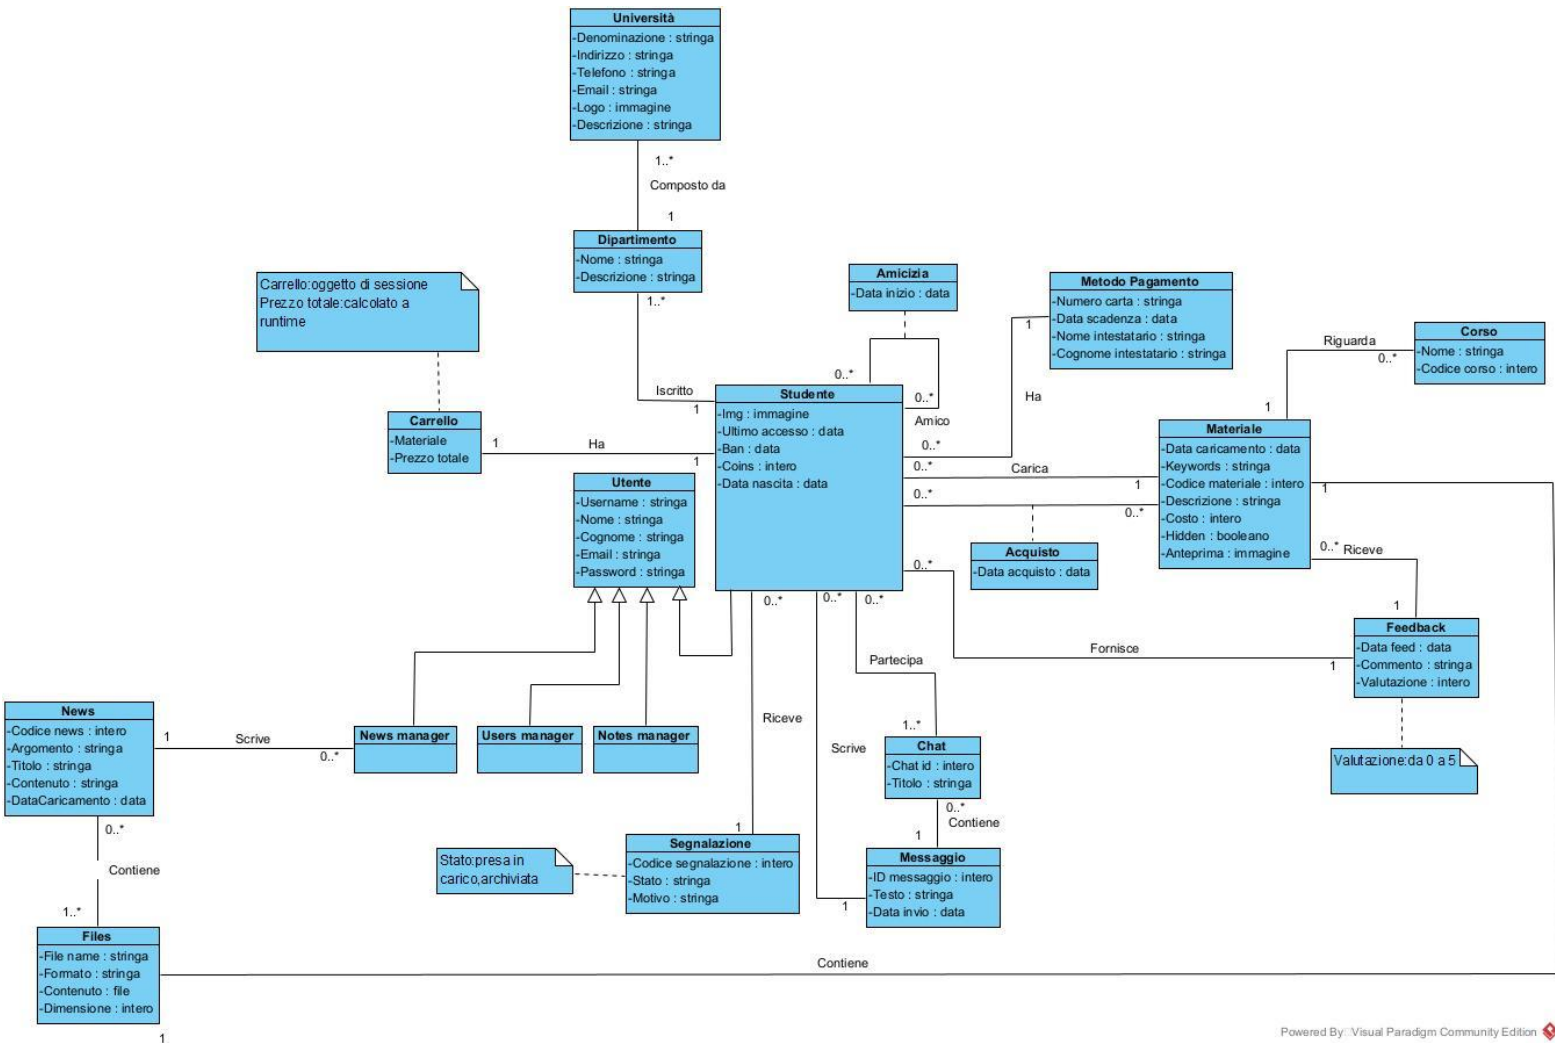 Università
-Denominazione : stringa
-Indirizzo : stringa
-Telefono : stringa
-Email : stringa
-Logo : immagine
-Descrizione : stringa
1..*
Composto da
1
Dipartimento
-Nome : stringa
-Descrizione : stringa
1..*
Iscritto
1
Carrello:oggetto di sessione
Prezzo totale:calcolato a
runtime
Carrello
-Materiale
-Prezzo totale
1
Ha
1
Amicizia
-Data inizio : data
0..*
0..*
Amico
Metodo Pagamento
-Numero carta : stringa
-Data scadenza : data
-Nome intestatario : stringa
-Cognome intestatario : stringa
1
Ha
0..*
Corso
-Nome : stringa
-Codice corso : intero
Riguarda
0..*
1
Studente
-Img : immagine
-Ultimo accesso : data
-Ban : data
-Coins : intero
-Data nascita : data
Materiale
-Data caricamento : data
-Keywords : stringa
-Codice materiale : intero
-Descrizione : stringa
-Costo : intero
-Hidden : booleano
-Anteprima : immagine
0..*
Carica
1
0..*
0..*
1
Acquisto
-Data acquisto : data
Utente
-Username : stringa
-Nome : stringa
-Cognome : stringa
-Email : stringa
-Password : stringa
0..*
Riceve
1
Feedback
-Data feed : data
-Commento : stringa
-Valutazione : intero
0..*
Fornisce
1
Valutazione:da 0 a 5
0..*
0..*
0..*
Partecipa
1..*
Riceve
Scrive
News
-Codice news : intero
-Argomento : stringa
-Titolo : stringa
-Contenuto : stringa
-DataCaricamento : data
1
Scrive
0..*
News manager
Users manager
Notes manager
Chat
-Chat id : intero
-Titolo : stringa
0..*
Contiene
1
0..*
Contiene
1..*
Stato:presa in
carico,archiviata
1
Segnalazione
-Codice segnalazione : intero
-Stato : stringa
-Motivo : stringa
Messaggio
-ID messaggio : intero
-Testo : stringa
-Data invio : data
1
Files
-File name : stringa
-Formato : stringa
-Contenuto : file
-Dimensione : intero
Contiene
1
Powered By Visual Paradigm Community Edition